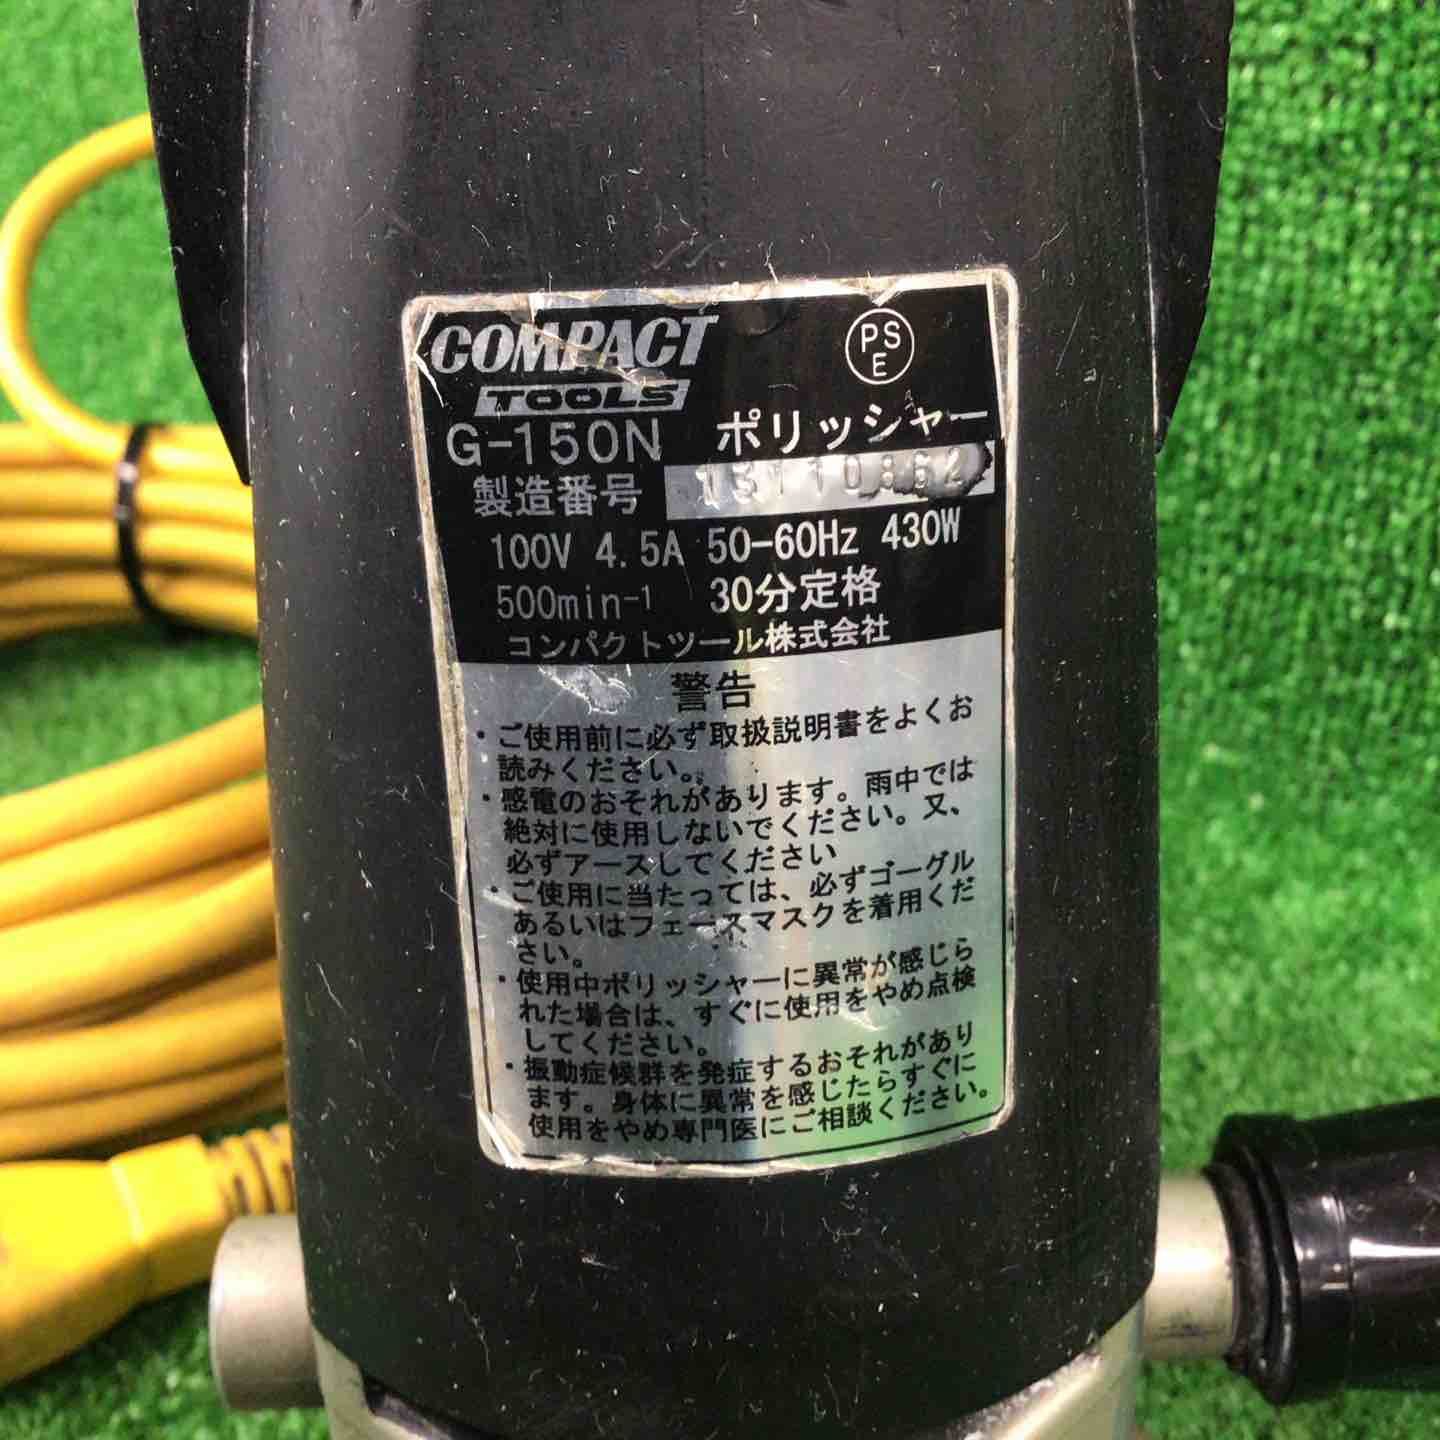 COMPACT
TOOLS
PSE
G-150N ポリッシャー
製造番号 13110862
100V 4.5A 50-60Hz 430W
500min-1 30分定格
コンパクトツール株式会社
警告
・ご使用前に必ず取扱説明書をよくお
読みください。
・感電のおそれがあります。雨中では
絶対に使用しないでください。又、
必ずアースしてください
・ご使用に当たっては、必ずゴーグル
あるいはフェースマスクを着用くだ
さい。
・使用中ポリッシャーに異常が感じら
れた場合は、すぐに使用をやめ点検
してください。
・振動症候群を発症するおそれがあり
ます。身体に異常を感じたらすぐに
使用をやめ専門医にご相談ください。